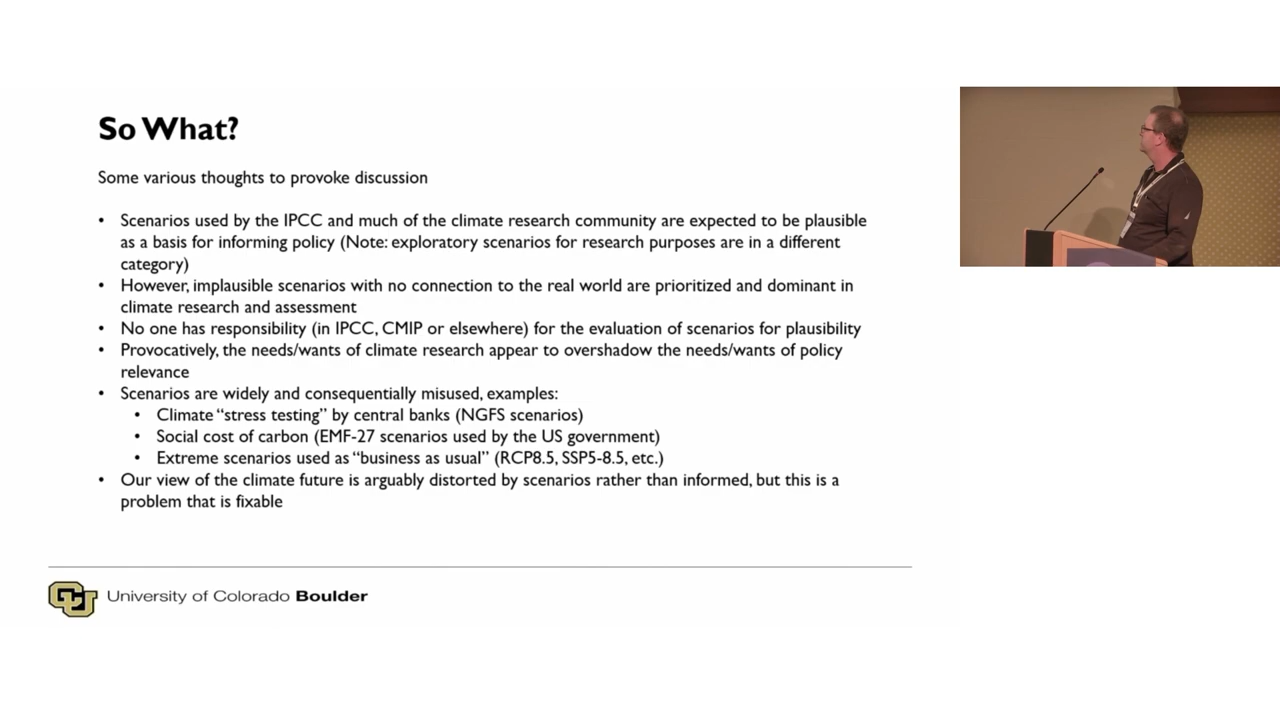 So What?
Some various thoughts to provoke discussion
• Scenarios used by the IPCC and much of the climate research community are expected to be plausible
as a basis for informing policy (Note: exploratory scenarios for research purposes are in a different
category)
• However, implausible scenarios with no connection to the real world are prioritized and dominant in
climate research and assessment
• No one has responsibility (in IPCC, CMIP or elsewhere) for the evaluation of scenarios for plausibility
• Provocatively, the needs/wants of climate research appear to overshadow the needs/wants of policy
relevance
• Scenarios are widely and consequentially misused, examples:
• Climate “stress testing” by central banks (NGFS scenarios)
• Social cost of carbon (EMF-27 scenarios used by the US government)
• Extreme scenarios used as “business as usual” (RCP8.5, SSP5-8.5, etc.)
• Our view of the climate future is arguably distorted by scenarios rather than informed, but this is a
problem that is fixable
CU University of Colorado Boulder